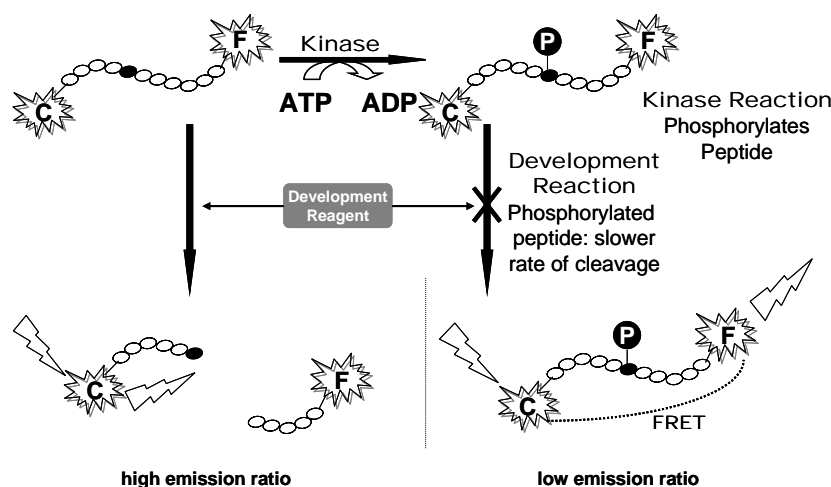 F
Kinase
P
F
ATP
ADP
C
C
Kinase Reaction
Phosphorylates
Peptide
Development
Reagent
Development
Reaction
Phosphorylated
peptide: slower
rate of cleavage
C
F
P
F
C
FRET
high emission ratio
low emission ratio